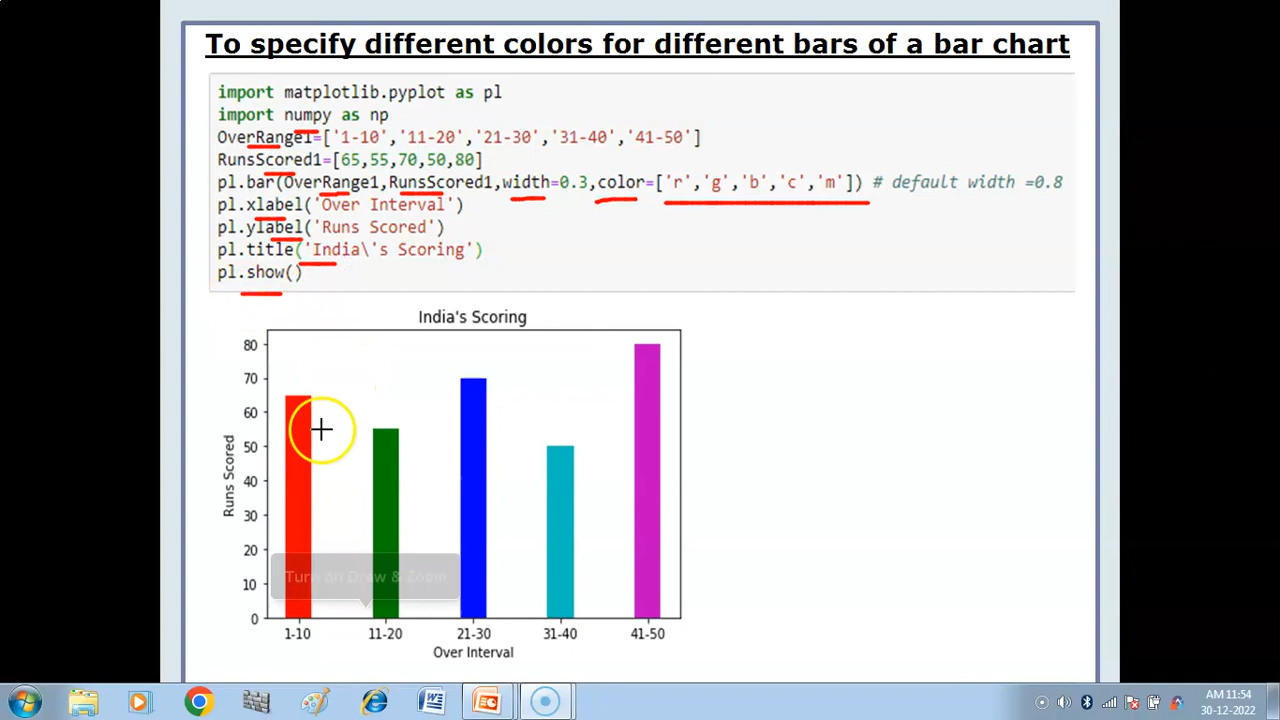 To specify different colors for different bars of a bar chart
import matplotlib.pyplot as pl
import numpy as np
OverRange1=['1-10','11-20','21-30','31-40','41-50']
RunsScored1=[65,55,70,50,80]
pl.bar(OverRange1,RunsScored1,width=0.3,color=['r','g','b','c','m']) # default width =0.8
pl.xlabel('Over Interval')
pl.ylabel('Runs Scored')
pl.title('India\'s Scoring')
pl.show()
India's Scoring
80
70
60
50
40
30
20
10
0
Runs Scored
Turn on Draw & Zoom
1-10 11-20 21-30 31-40 41-50
Over Interval
AM 11:54
30-12-2022